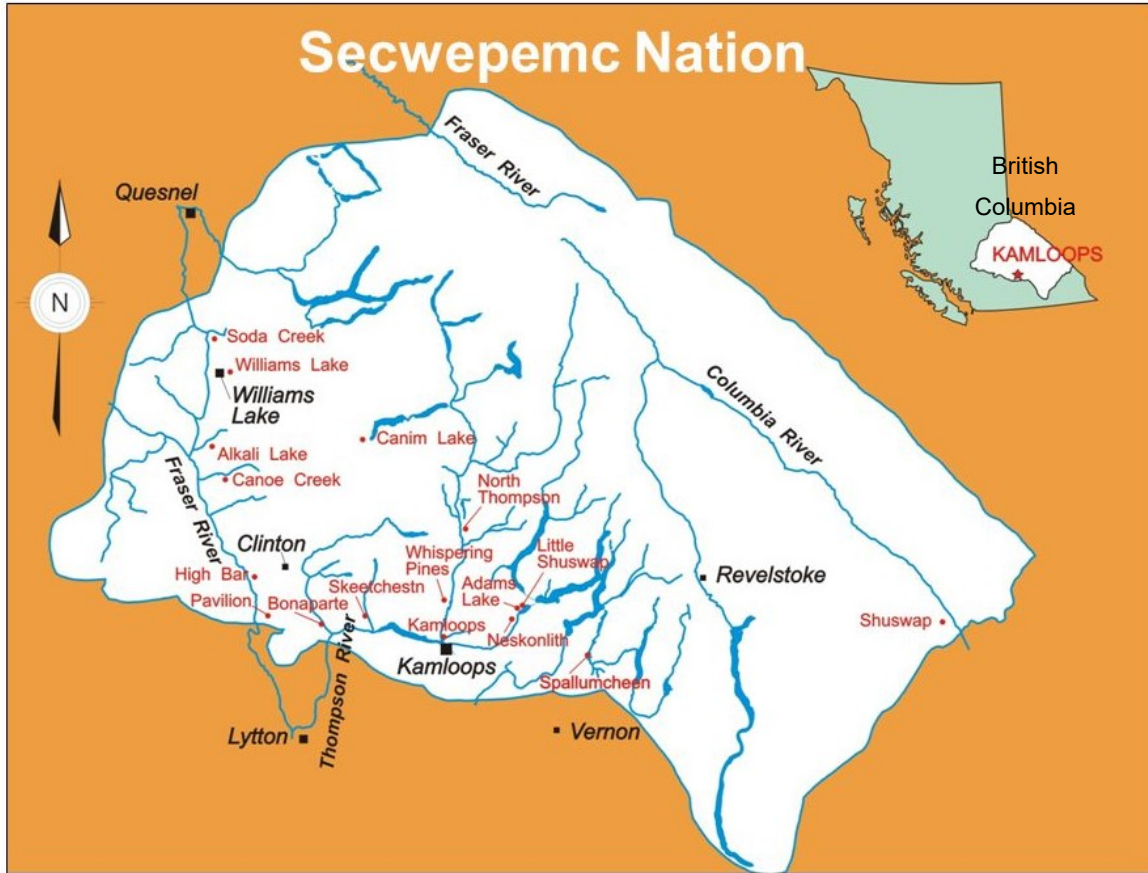 Secwepemc Nation
Fraser River
British
Columbia
KAMLOOPS
Quesnel
N
Soda Creek
Williams Lake
Williams
Lake
Columbia River
Canim Lake
Alkali Lake
Canoe Creek
Fraser River
North
Thompson
Clinton
Whispering
Pines
Little
Shuswap
High Bar
Skeetchestn
Adams
Lake
Revelstoke
Pavilion
Bonaparte
Kamloops
Neskonlith
Shuswap
Kamloops
Spallumcheen
Thompson River
Lytton
Vernon